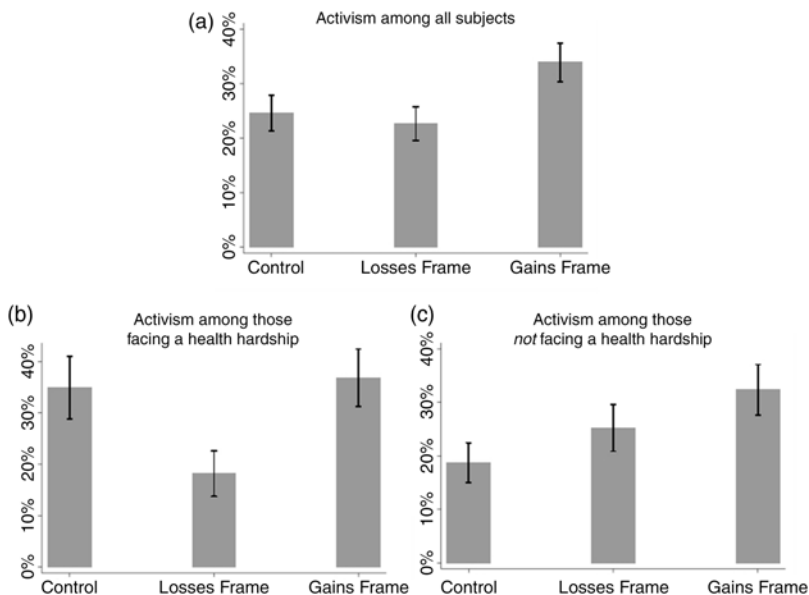 (a)
Activism among all subjects
40%
30%
20%
10%
0%
Control Losses Frame Gains Frame
(b)
Activism among those
facing a health hardship
40%
30%
20%
10%
0%
Control Losses Frame Gains Frame
(c)
Activism among those
not facing a health hardship
40%
30%
20%
10%
0%
Control Losses Frame Gains Frame